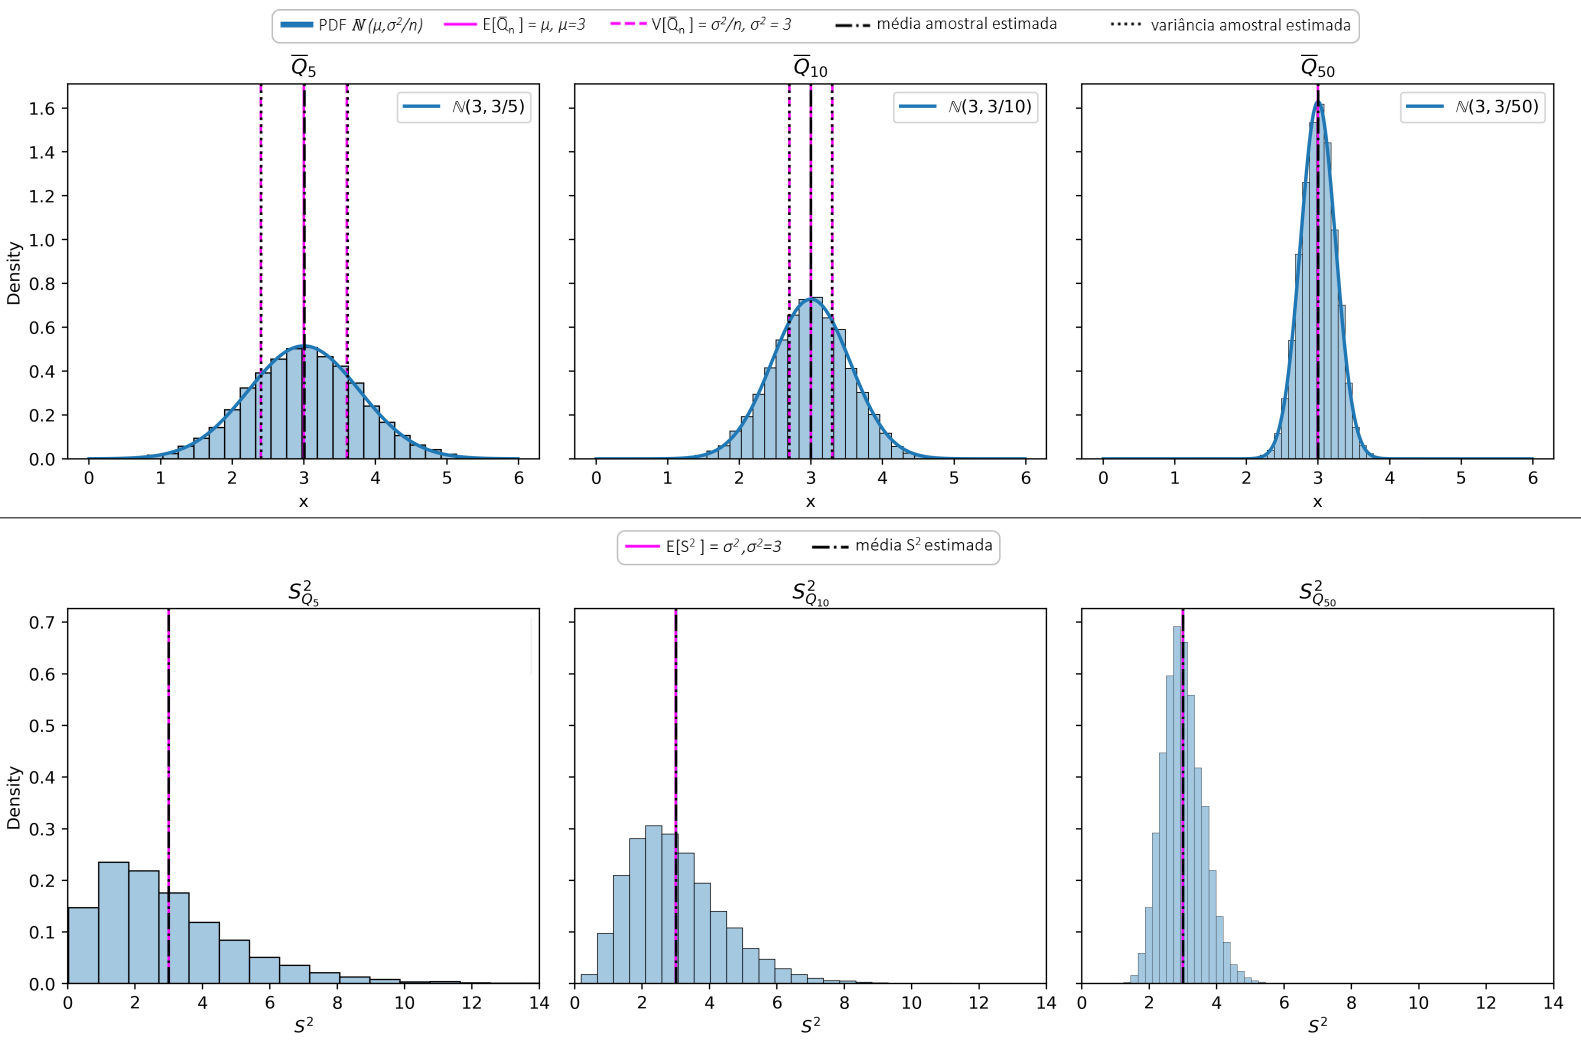 PDF ℕ (μ,σ²/n)   E[Q̄ₙ ] = μ, μ=3   V[Q̄ₙ ] = σ²/n, σ² = 3   média amostral estimada   variância amostral estimada
Q̅₅   Q̅₁₀   Q̅₅₀
ℕ(3, 3/5)   ℕ(3, 3/10)   ℕ(3, 3/50)
1.6
1.4
1.2
1.0
0.8
0.6
0.4
0.2
0.0
Density
0 1 2 3 4 5 6   0 1 2 3 4 5 6   0 1 2 3 4 5 6
x   x   x
E[S² ] = σ² ,σ²=3   média S² estimada
S²_Q₅   S²_Q₁₀   S²_Q₅₀
0.7
0.6
0.5
0.4
0.3
0.2
0.1
0.0
Density
0 2 4 6 8 10 12 14   0 2 4 6 8 10 12 14   0 2 4 6 8 10 12 14
S²   S²   S²